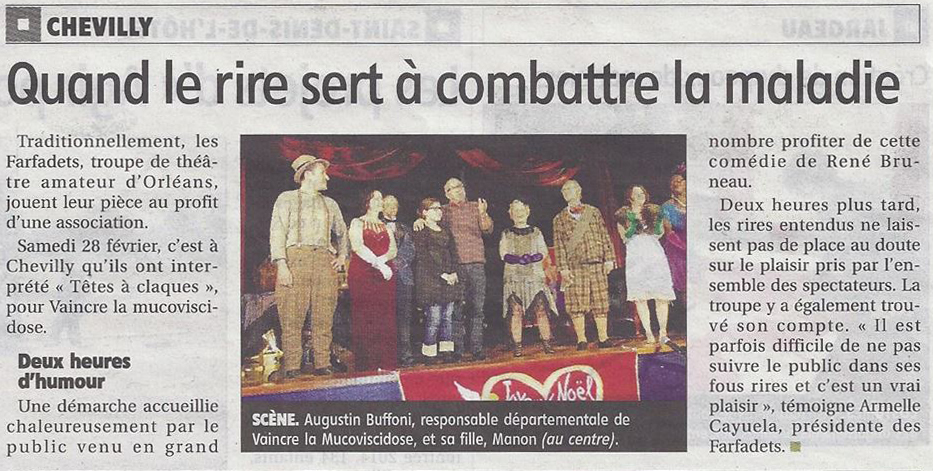 CHEVILLY
Quand le rire sert à combattre la maladie
Traditionnellement, les
Farfadets, troupe de théâ-
tre amateur d'Orléans,
jouent leur pièce au profit
d'une association.
Samedi 28 février, c'est à
Chevilly qu'ils ont inter-
prété « Têtes à claques »,
pour Vaincre la mucovisci-
dose.
Deux heures
d'humour
Une démarche accueillie
chaleureusement par le
public venu en grand
Noël
SCÈNE. Augustin Buffoni, responsable départementale de
Vaincre la Mucoviscidose, et sa fille, Manon (au centre).
nombre profiter de cette
comédie de René Bru-
neau.
Deux heures plus tard,
les rires entendus ne lais-
sent pas de place au doute
sur le plaisir pris par l'en-
semble des spectateurs. La
troupe y a également trou-
vé son compte. « Il est
parfois difficile de ne pas
suivre le public dans ses
fous rires et c'est un vrai
plaisir », témoigne Armelle
Cayuela, présidente des
Farfadets.